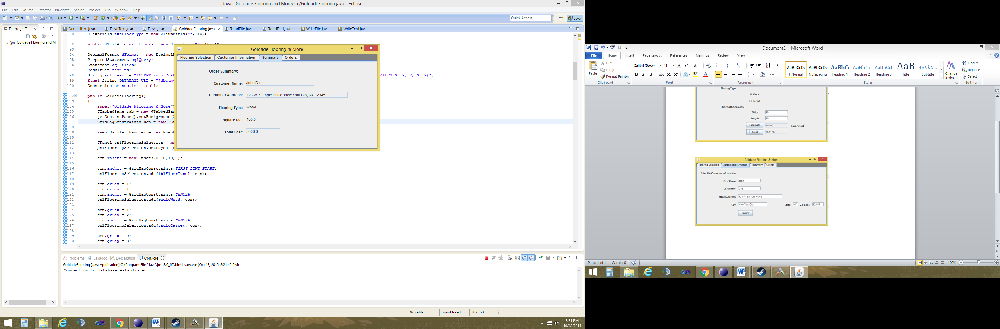 Java - Goldade Flooring and More/src/GoldadeFlooring.java - Eclipse
File Edit Source Refactor Navigate Search Project Run Window Help
Quick Access
Java
Package E...
Goldade Flooring and M
ContactList.java PizzaTest.java Pizza.java GoldadeFlooring.java ReadFile.java ReadTest.java WriteFile.java WriteTest.java
90 JTextField txtFloorType = new JTextField("", 10);
91
92 static JTextArea areaOrders = new JTextArea("", 40, 60);
93
94 DecimalFormat dFormat = new Decimal
95 PreparedStatement sqlQuery;
96 Statement sqlSelect;
97 ResultSet results;
98 String sqlInsert = "INSERT into Cust ALUES(?, ?, ?, ?, ?)";
99 final String DATABASE_URL = "jdbc:my
100 Connection connection = null;
101
102 public GoldadeFlooring()
103 {
104 super("Goldade Flooring & More")
105 JTabbedPane tab = new JTabbedPan
106 getContentPane().setBackground(
107 GridBagConstraints con = new Gr
108
109 EventHandler handler = new Event
110
111 JPanel pnlFlooringSelection = ne
112 pnlFlooringSelection.setLayout(
113
114 con.insets = new Insets(0,10,10,0);
115
116 con.anchor = GridBagConstraints.FIRST_LINE_START;
117 pnlFlooringSelection.add(lblFloorType1, con);
118
119 con.gridx = 1;
120 con.gridy = 1;
121 con.anchor = GridBagConstraints.CENTER;
122 pnlFlooringSelection.add(radioWood, con);
123
124 con.gridx = 1;
125 con.gridy = 2;
126 con.anchor = GridBagConstraints.CENTER;
127 pnlFlooringSelection.add(radioCarpet, con);
128
129 con.gridx = 0;
130 con.gridy = 3;
Goldade Flooring & More
Flooring Selection Customer Information Summary Orders
Order Summary:
Customer Name: John Doe
Customer Address: 123 W. Sample Place New York City, NY 12345
Flooring Type: Wood
square foot 100.0
Total Cost: 2000.0
Problems Javadoc Declaration Console
GoldadeFlooring [Java Application] C:\Program Files\Java\jre1.8.0_60\bin\javaw.exe (Oct 18, 2015, 3:21:46 PM)
Connection to database established!
Writable Smart Insert 107 : 60
3:31 PM
10/18/2015
Document2 - Microsoft Word
File Home Insert Page Layout References Mailings Review View
Paste
Cut
Copy
Format Painter
Calibri (Body) 11
AaBbCcDc AaBbCcDc AaBbC AaBbCc AaBbCcI AaB AaBbCc.
¶ Normal No Spacing Heading 1 Heading 2 Heading 3 Title Subtitle
Change Styles
Find
Replace
Select
Clipboard Font Paragraph Styles Editing
Flooring Type:
Wood
Carpet
Flooring Dimensions:
Width 10
Length 10
Calculate 100.00 square foot
Total 2000.00
Goldade Flooring & More
Flooring Selection Customer Information Summary Orders
Enter the Customer Information:
First Name: John
Last Name: Doe
Street Address: 123 W. Sample Place
City: New York City State: NY Zip Code: 12345
Submit
Page: 1 of 1 Words: 0 100%